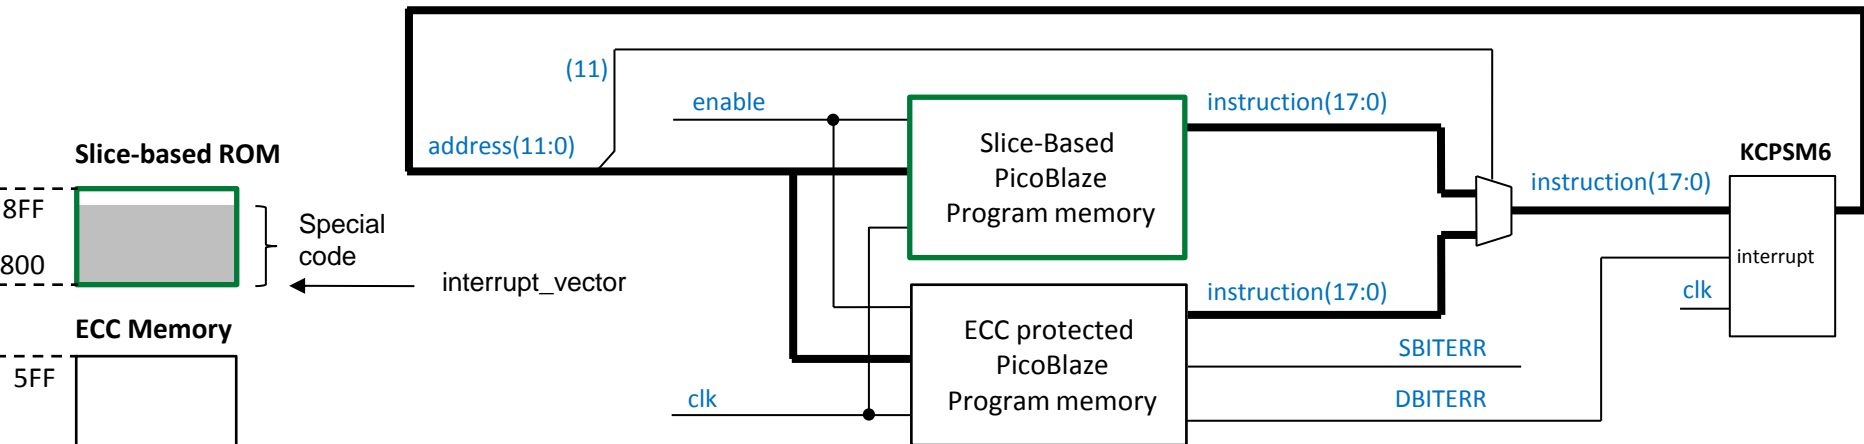 (11)
enable
instruction(17:0)
address(11:0)
Slice-Based
PicoBlaze
Program memory
Slice-based ROM
KCPSM6
instruction(17:0)
8FF
Special
code
800
interrupt_vector
interrupt
clk
instruction(17:0)
ECC protected
PicoBlaze
Program memory
ECC Memory
SBITERR
5FF
clk
DBITERR